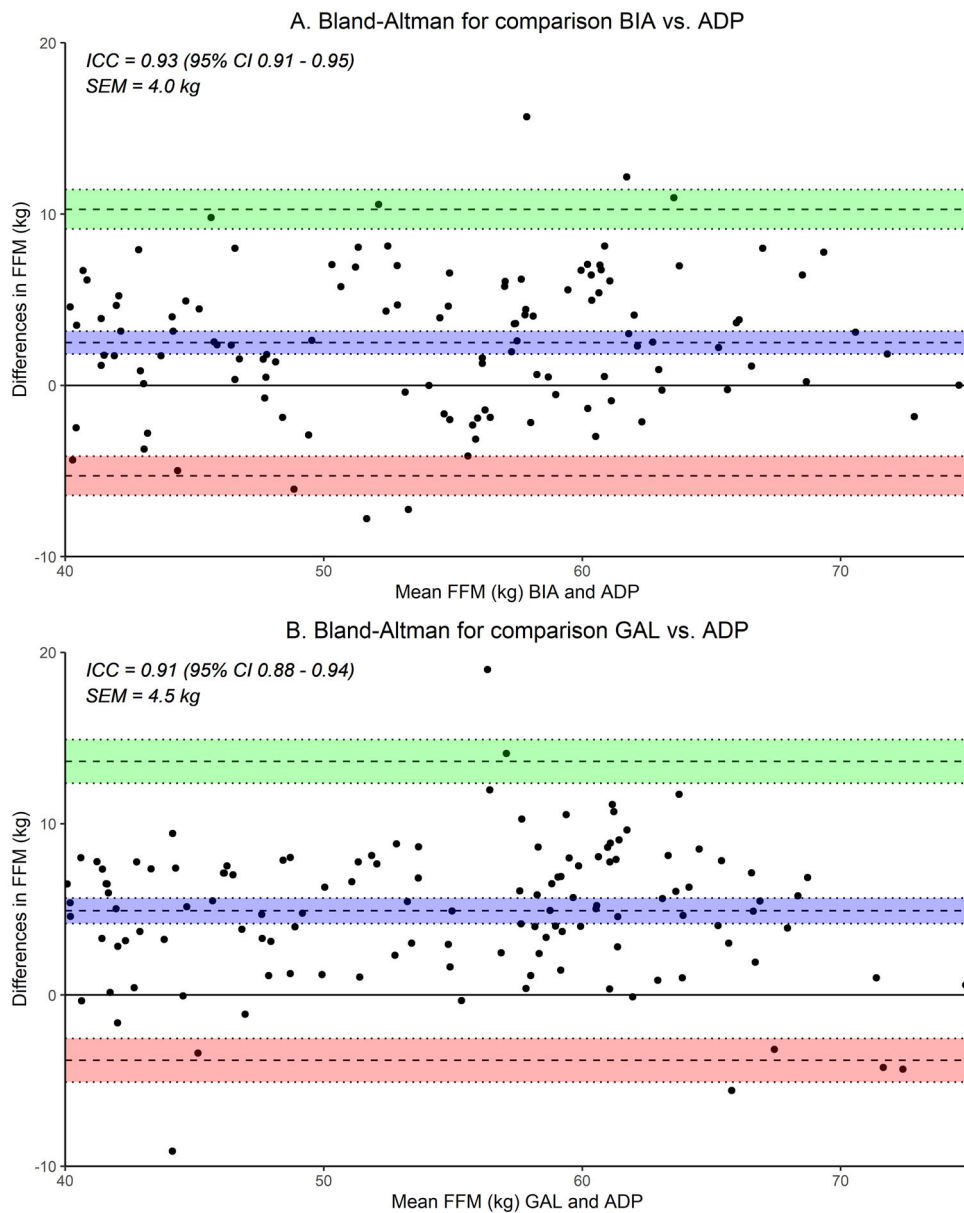 A. Bland-Altman for comparison BIA vs. ADP
20
ICC = 0.93 (95% CI 0.91 - 0.95)
SEM = 4.0 kg
10
Differences in FFM (kg)
0
-10
40 50 60 70
Mean FFM (kg) BIA and ADP
B. Bland-Altman for comparison GAL vs. ADP
20
ICC = 0.91 (95% CI 0.88 - 0.94)
SEM = 4.5 kg
10
Differences in FFM (kg)
0
-10
40 50 60 70
Mean FFM (kg) GAL and ADP